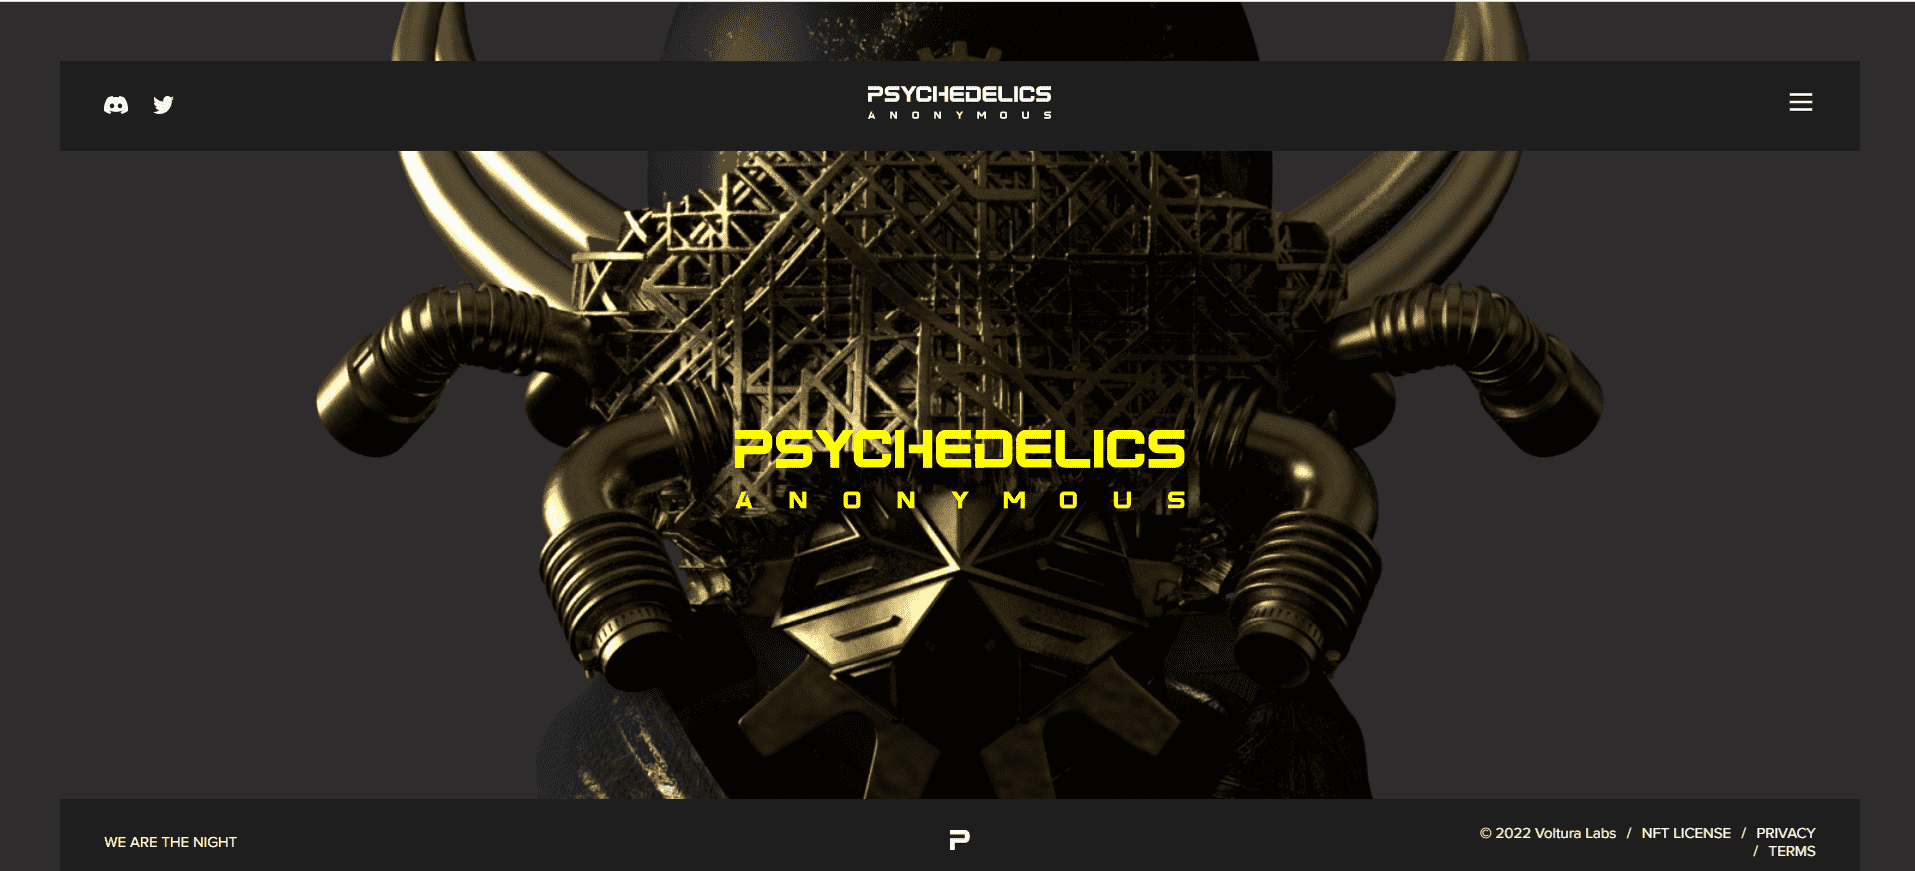 PSYCHEDELICS
ANONYMOUS
PSYCHEDELICS
ANONYMOUS
WE ARE THE NIGHT
P
© 2022 Voltura Labs / NFT LICENSE / PRIVACY
/ TERMS